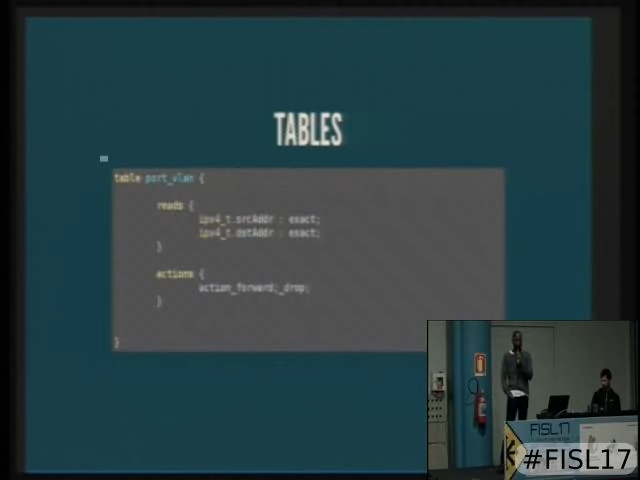 TABLES
table port_vlan {
reads {
ipv4_t.srcAddr : exact;
ipv4_t.dstAddr : exact;
}
actions {
action_forward;_drop;
}
}
FISL17
#FISL17